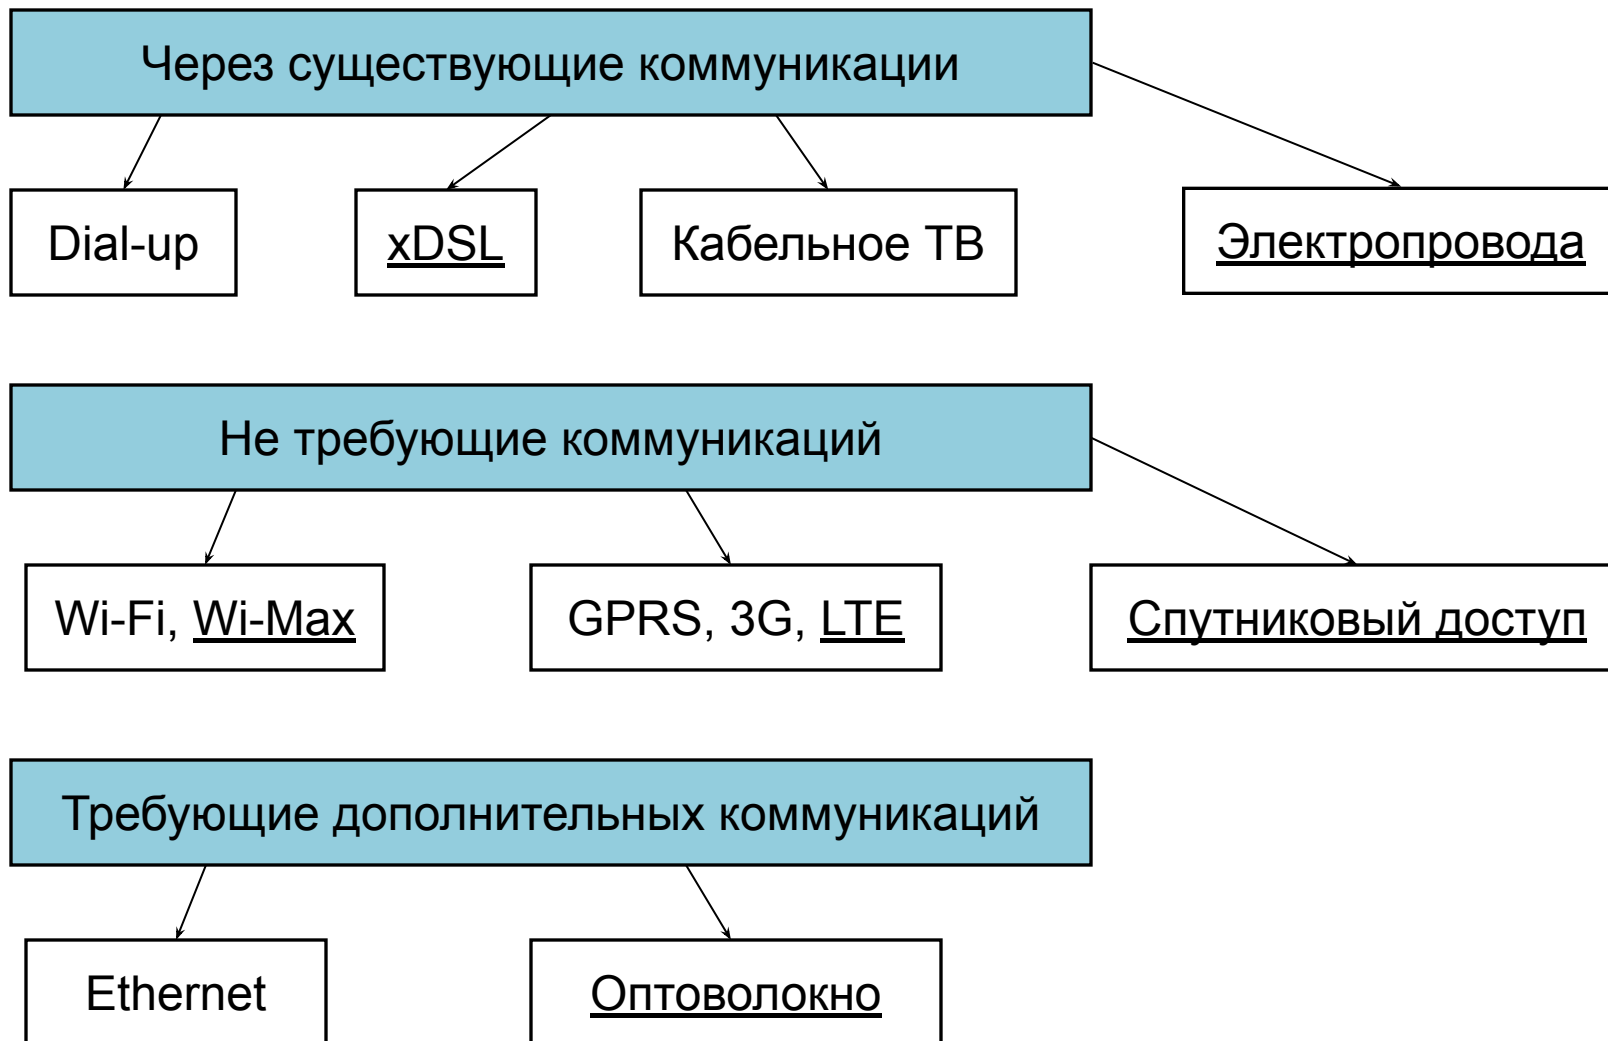 Через существующие коммуникации
Dial-up
xDSL
Кабельное ТВ
Электропровода
Не требующие коммуникаций
Wi-Fi, Wi-Max
GPRS, 3G, LTE
Спутниковый доступ
Требующие дополнительных коммуникаций
Ethernet
Оптоволокно